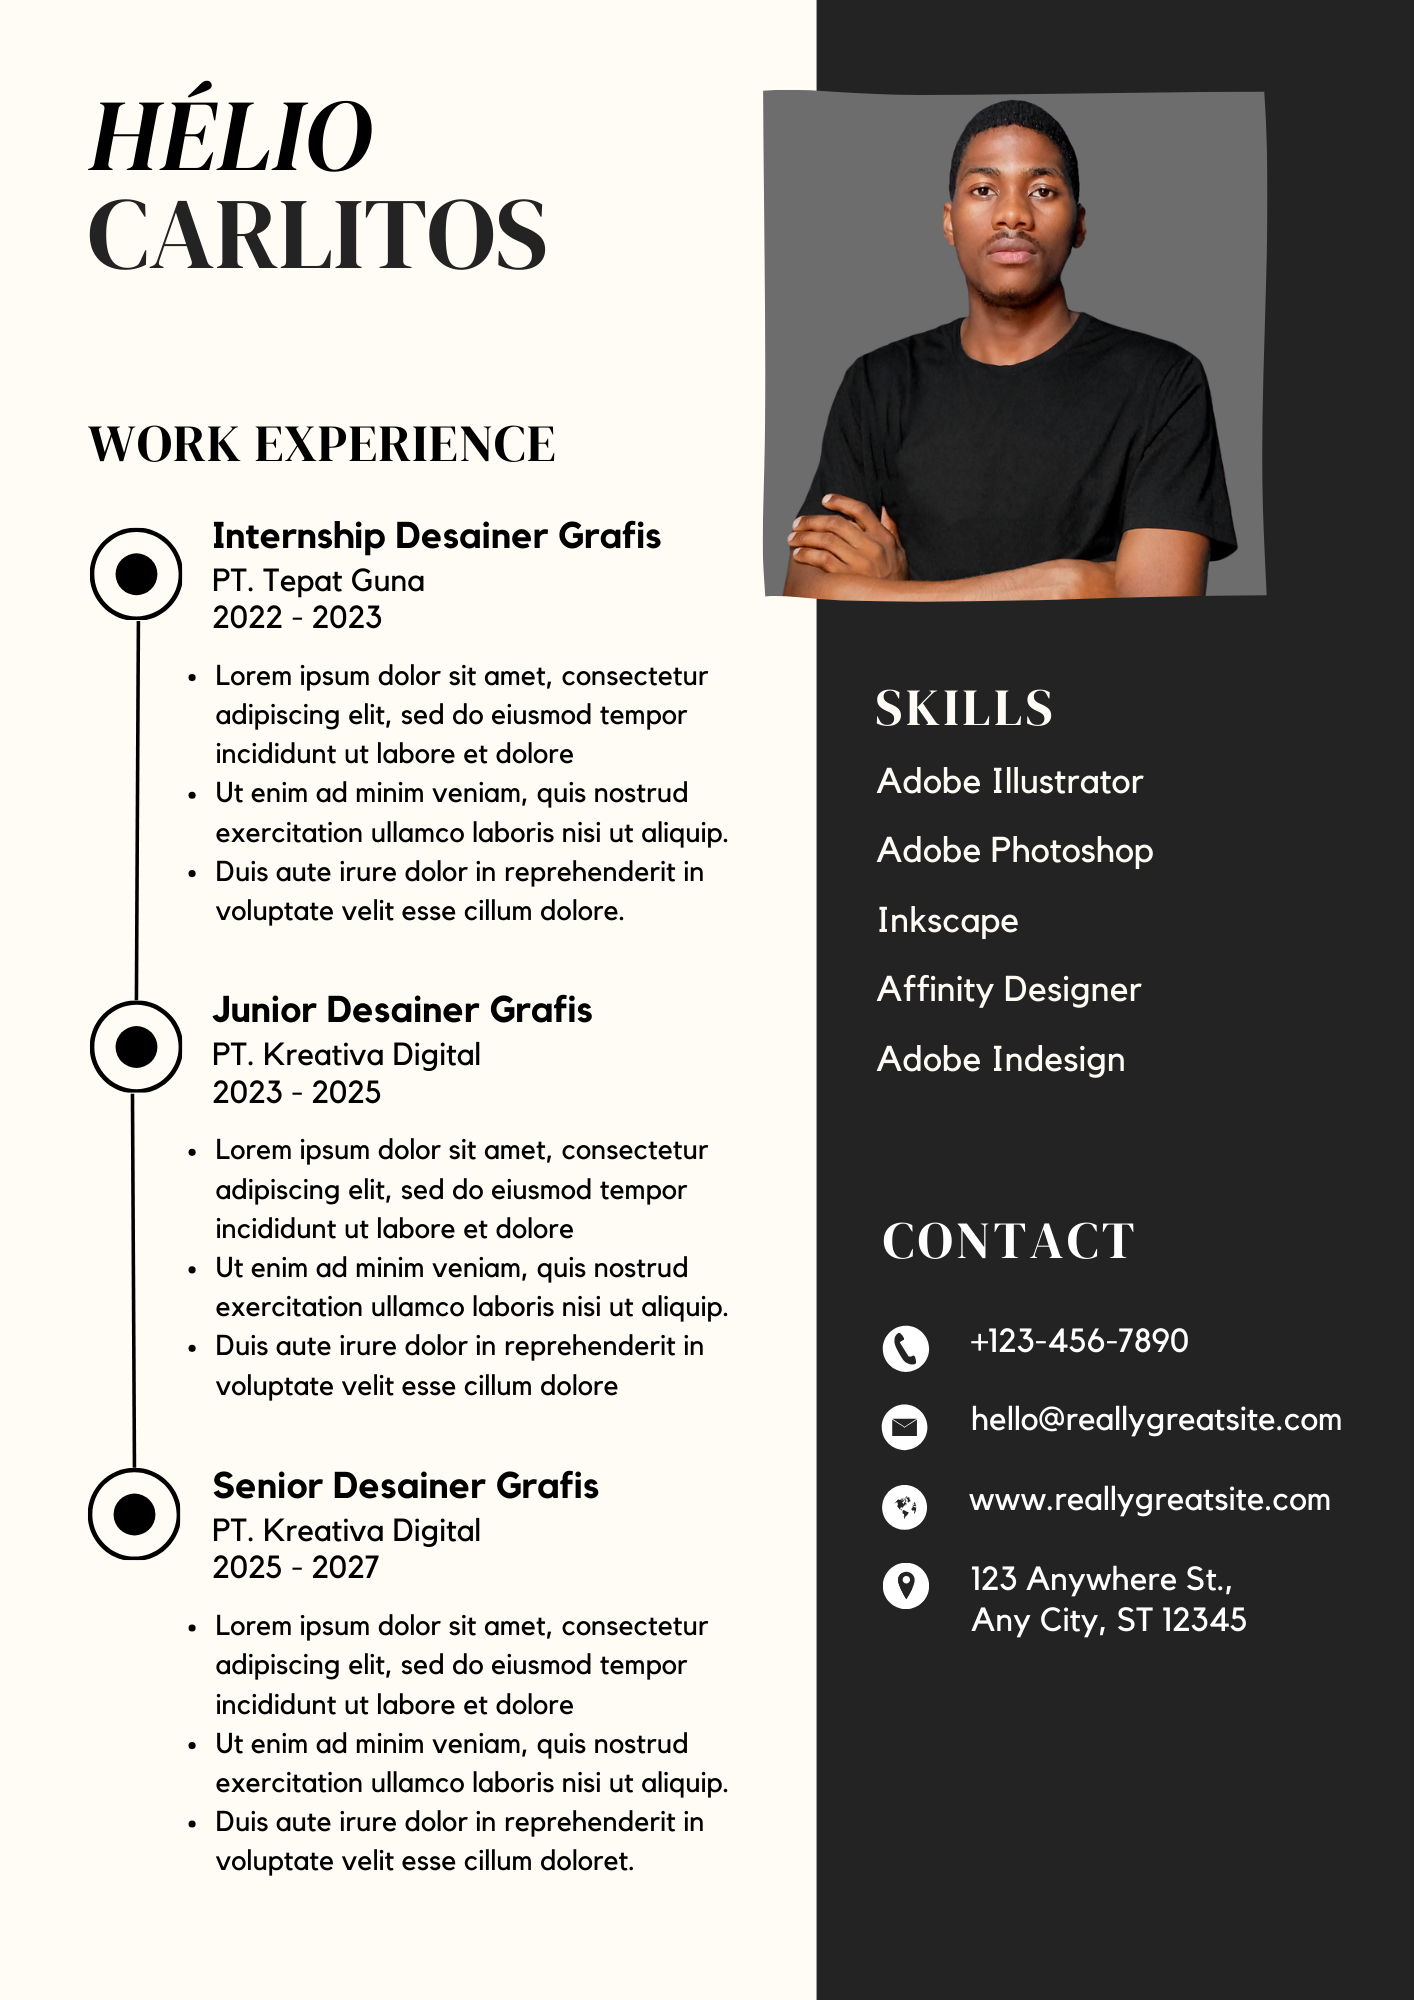 HÉLIO
CARLITOS
WORK EXPERIENCE
Internship Desainer Grafis
PT. Tepat Guna
2022 - 2023
• Lorem ipsum dolor sit amet, consectetur
adipiscing elit, sed do eiusmod tempor
incididunt ut labore et dolore
• Ut enim ad minim veniam, quis nostrud
exercitation ullamco laboris nisi ut aliquip.
• Duis aute irure dolor in reprehenderit in
voluptate velit esse cillum dolore.
Junior Desainer Grafis
PT. Kreativa Digital
2023 - 2025
• Lorem ipsum dolor sit amet, consectetur
adipiscing elit, sed do eiusmod tempor
incididunt ut labore et dolore
• Ut enim ad minim veniam, quis nostrud
exercitation ullamco laboris nisi ut aliquip.
• Duis aute irure dolor in reprehenderit in
voluptate velit esse cillum dolore
Senior Desainer Grafis
PT. Kreativa Digital
2025 - 2027
• Lorem ipsum dolor sit amet, consectetur
adipiscing elit, sed do eiusmod tempor
incididunt ut labore et dolore
• Ut enim ad minim veniam, quis nostrud
exercitation ullamco laboris nisi ut aliquip.
• Duis aute irure dolor in reprehenderit in
voluptate velit esse cillum doloret.
SKILLS
Adobe Illustrator
Adobe Photoshop
Inkscape
Affinity Designer
Adobe Indesign
CONTACT
+123-456-7890
hello@reallygreatsite.com
www.reallygreatsite.com
123 Anywhere St.,
Any City, ST 12345